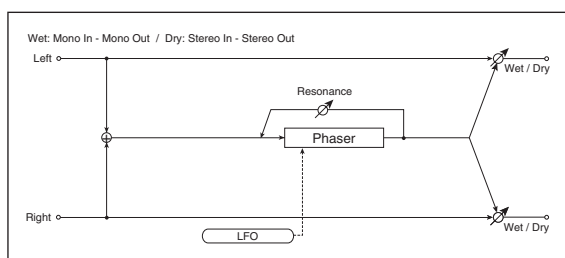 Wet: Mono In - Mono Out / Dry: Stereo In - Stereo Out
Left
Wet / Dry
Resonance
Phaser
Right
Wet / Dry
LFO